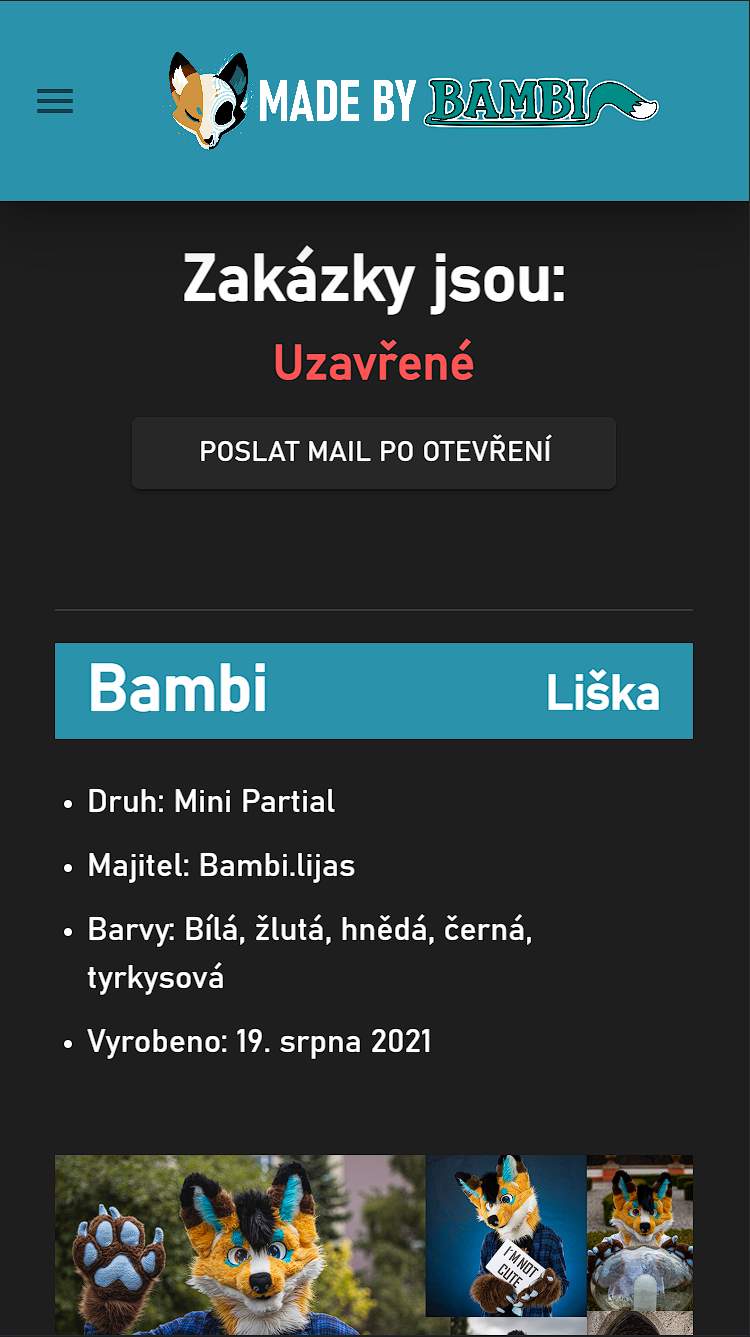 MADE BY BAMBI
Zakázky jsou:
Uzavřené
POSLAT MAIL PO OTEVŘENÍ
Bambi Liška
Druh: Mini Partial
Majitel: Bambi.lijas
Barvy: Bílá, žlutá, hnědá, černá,
tyrkysová
Vyrobeno: 19. srpna 2021
I'M NOT
CUTE